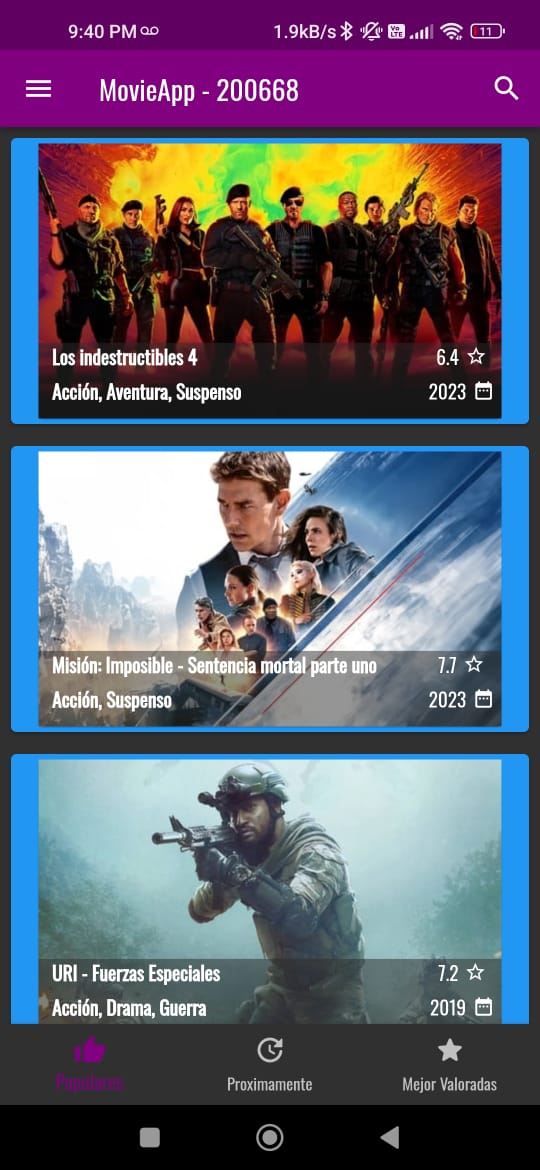 9:40 PM 1.9kB/s Vo LTE 11
MovieApp - 200668
Los indestructibles 4 6.4
Acción, Aventura, Suspenso 2023
Misión: Imposible - Sentencia mortal parte uno 7.7
Acción, Suspenso 2023
URI - Fuerzas Especiales 7.2
Acción, Drama, Guerra 2019
Populares Proximamente Mejor Valoradas